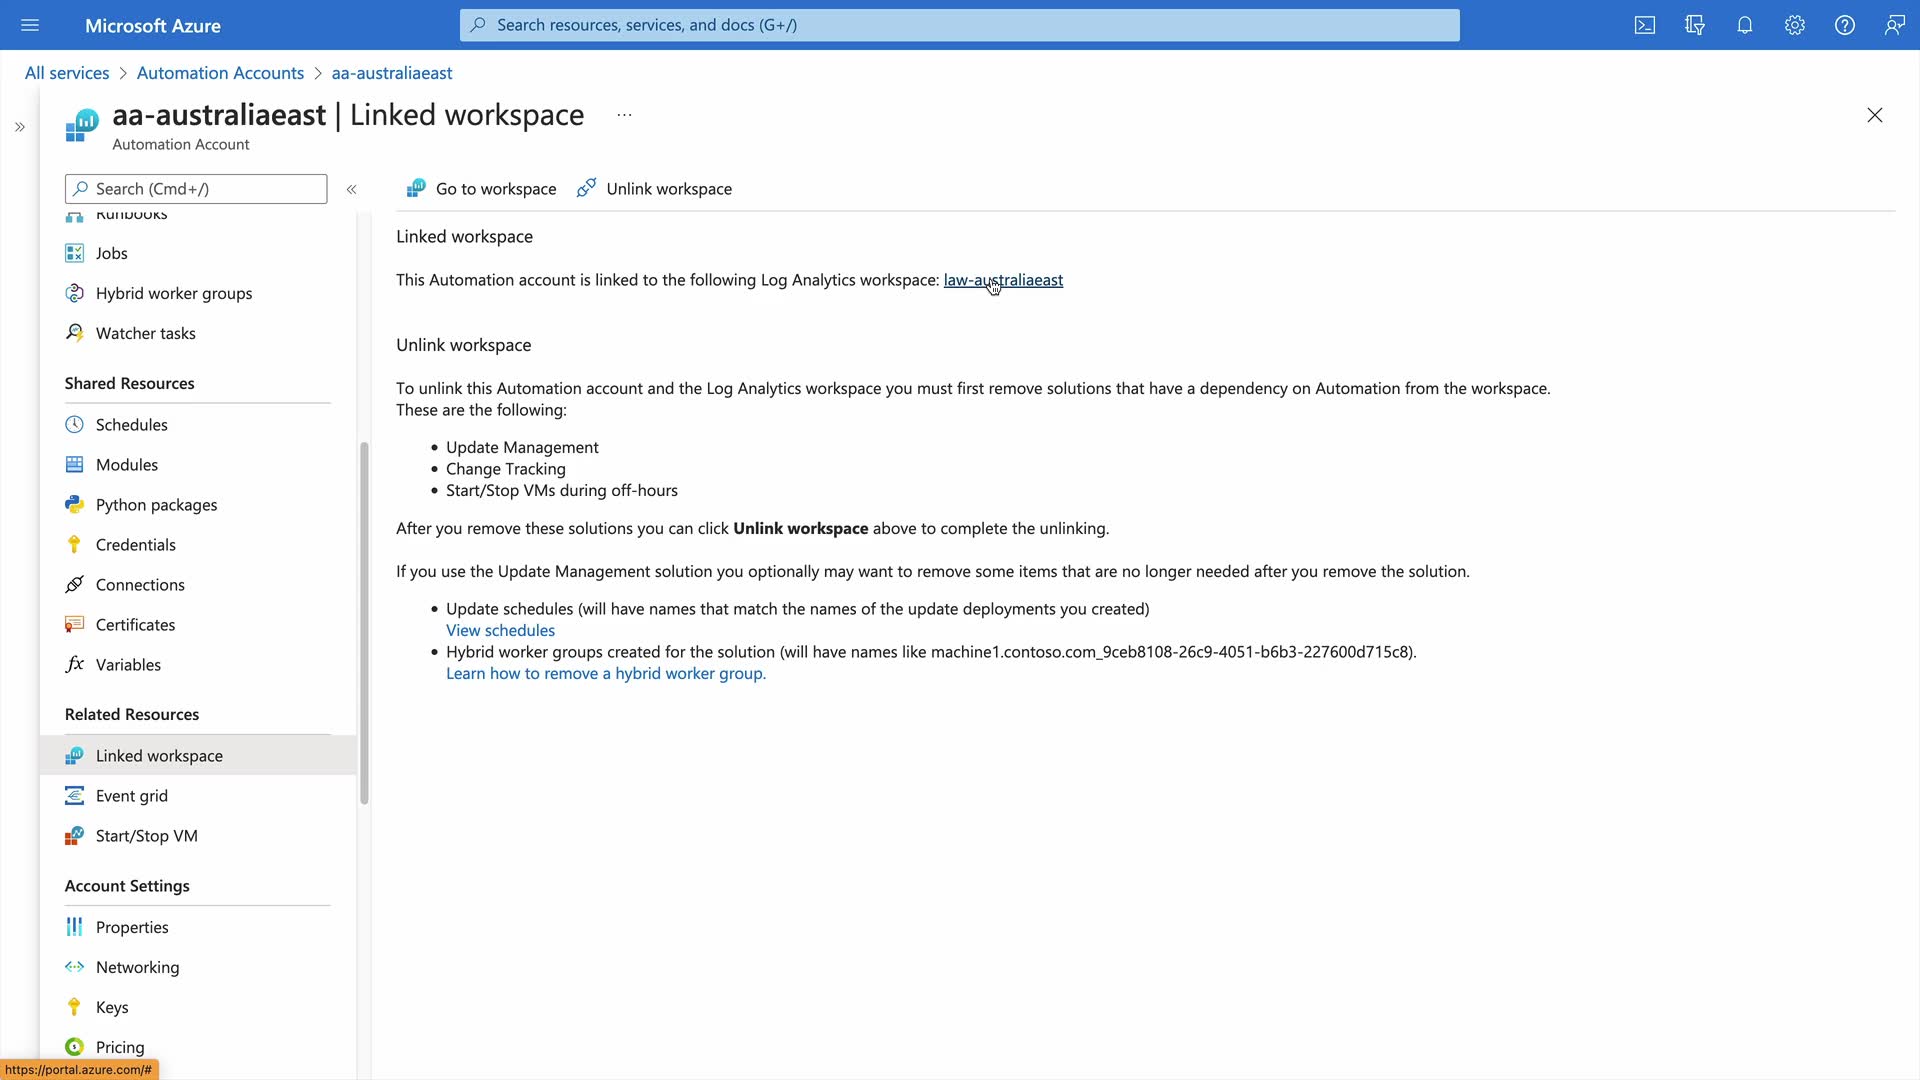 Microsoft Azure
Search resources, services, and docs (G+/)
All services > Automation Accounts > aa-australiaeast
aa-australiaeast | Linked workspace ...
Automation Account
Search (Cmd+/)
Go to workspace
Unlink workspace
Runbooks
Jobs
Hybrid worker groups
Watcher tasks
Shared Resources
Schedules
Modules
Python packages
Credentials
Connections
Certificates
Variables
Related Resources
Linked workspace
Event grid
Start/Stop VM
Account Settings
Properties
Networking
Keys
Pricing
Linked workspace
This Automation account is linked to the following Log Analytics workspace: law-australiaeast
Unlink workspace
To unlink this Automation account and the Log Analytics workspace you must first remove solutions that have a dependency on Automation from the workspace.
These are the following:
• Update Management
• Change Tracking
• Start/Stop VMs during off-hours
After you remove these solutions you can click Unlink workspace above to complete the unlinking.
If you use the Update Management solution you optionally may want to remove some items that are no longer needed after you remove the solution.
• Update schedules (will have names that match the names of the update deployments you created)
View schedules
• Hybrid worker groups created for the solution (will have names like machine1.contoso.com_9ceb8108-26c9-4051-b6b3-227600d715c8).
Learn how to remove a hybrid worker group.
https://portal.azure.com/#